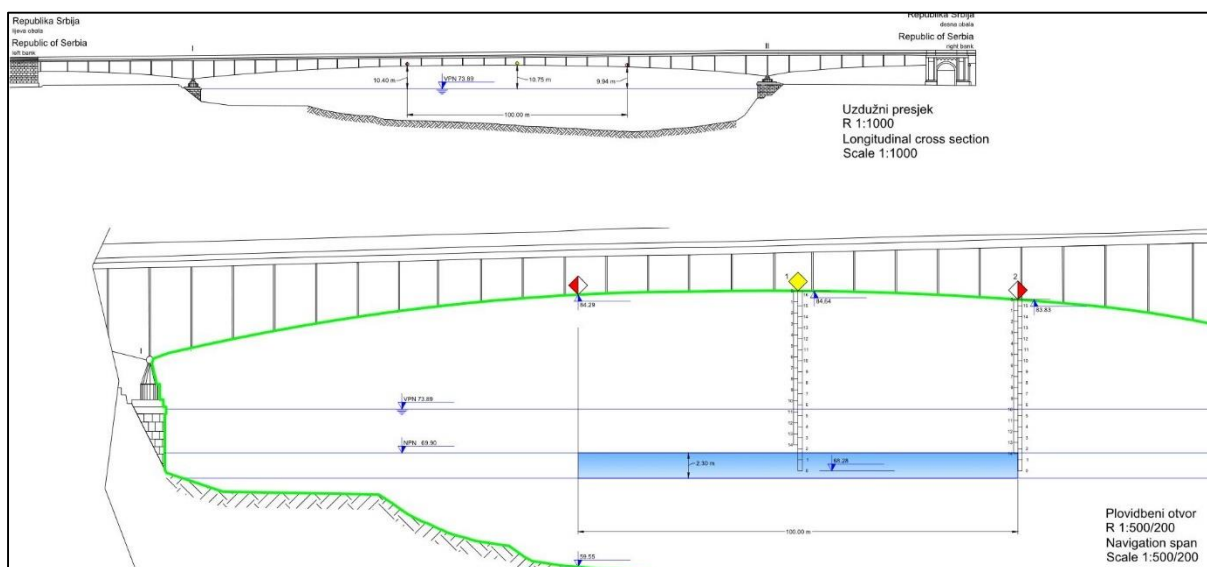 Republika Srbija
lijeva obala
Republic of Serbia
left bank
Republika Srbija
desna obala
Republic of Serbia
right bank
I
II
VPN 73.89
10.40 m
10.75 m
9.94 m
100.00 m
Uzdužni presjek
R 1:1000
Longitudinal cross section
Scale 1:1000
1
2
84.29
84.64
83.83
I
VPN 73.89
NPN 69.90
2.30 m
68.28
100.00 m
59.55
Plovidbeni otvor
R 1:500/200
Navigation span
Scale 1:500/200